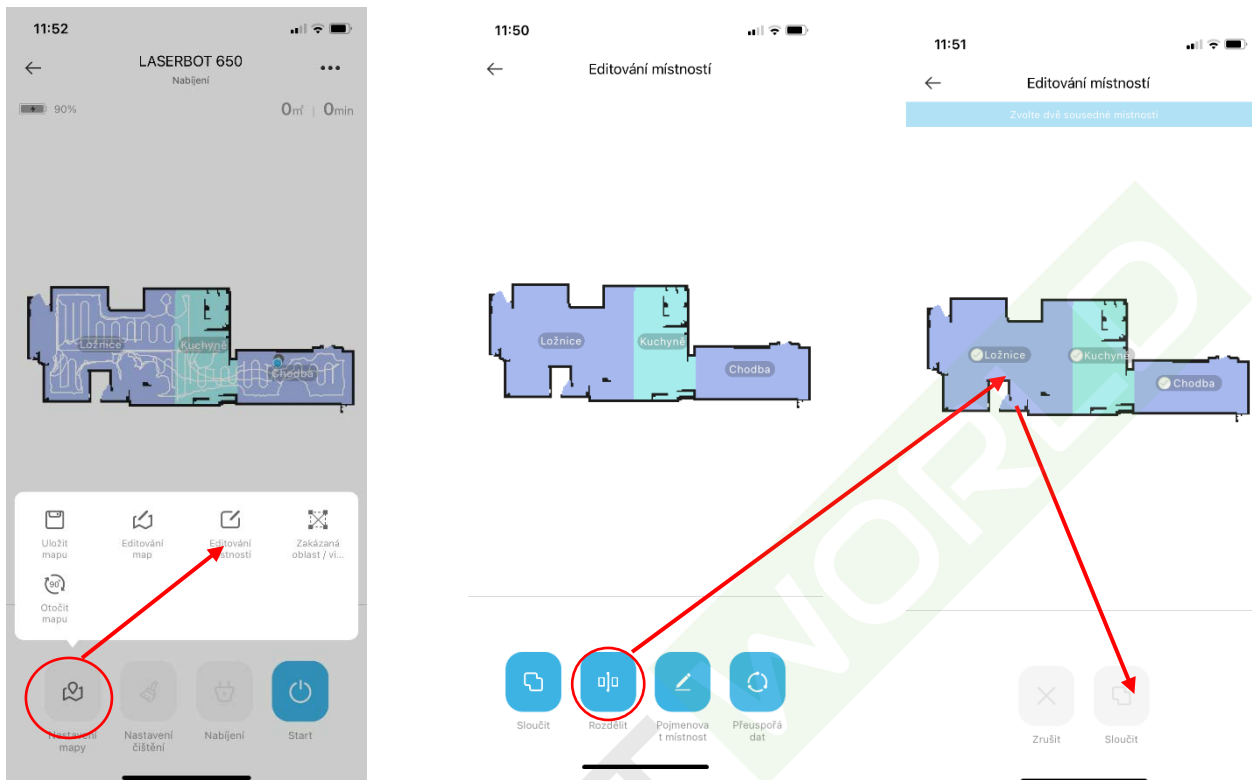 11:52
LASERBOT 650
Nabíjení
90%
0㎡ | 0min
Ložnice
Kuchyně
Chodba
Uložit
mapu
Editování
map
Editování
místností
Zakázaná
oblast / vi...
Otočit
mapu
90°
Nastavení
mapy
Nastavení
čištění
Nabíjení
Start
11:50
Editování místností
Ložnice
Kuchyně
Chodba
Sloučit
Rozdělit
Pojmenova
t místnost
Přeuspořá
dat
11:51
Editování místností
Zvolte dvě sousedné místnosti
Ložnice
Kuchyně
Chodba
Zrušit
Sloučit
WORLD